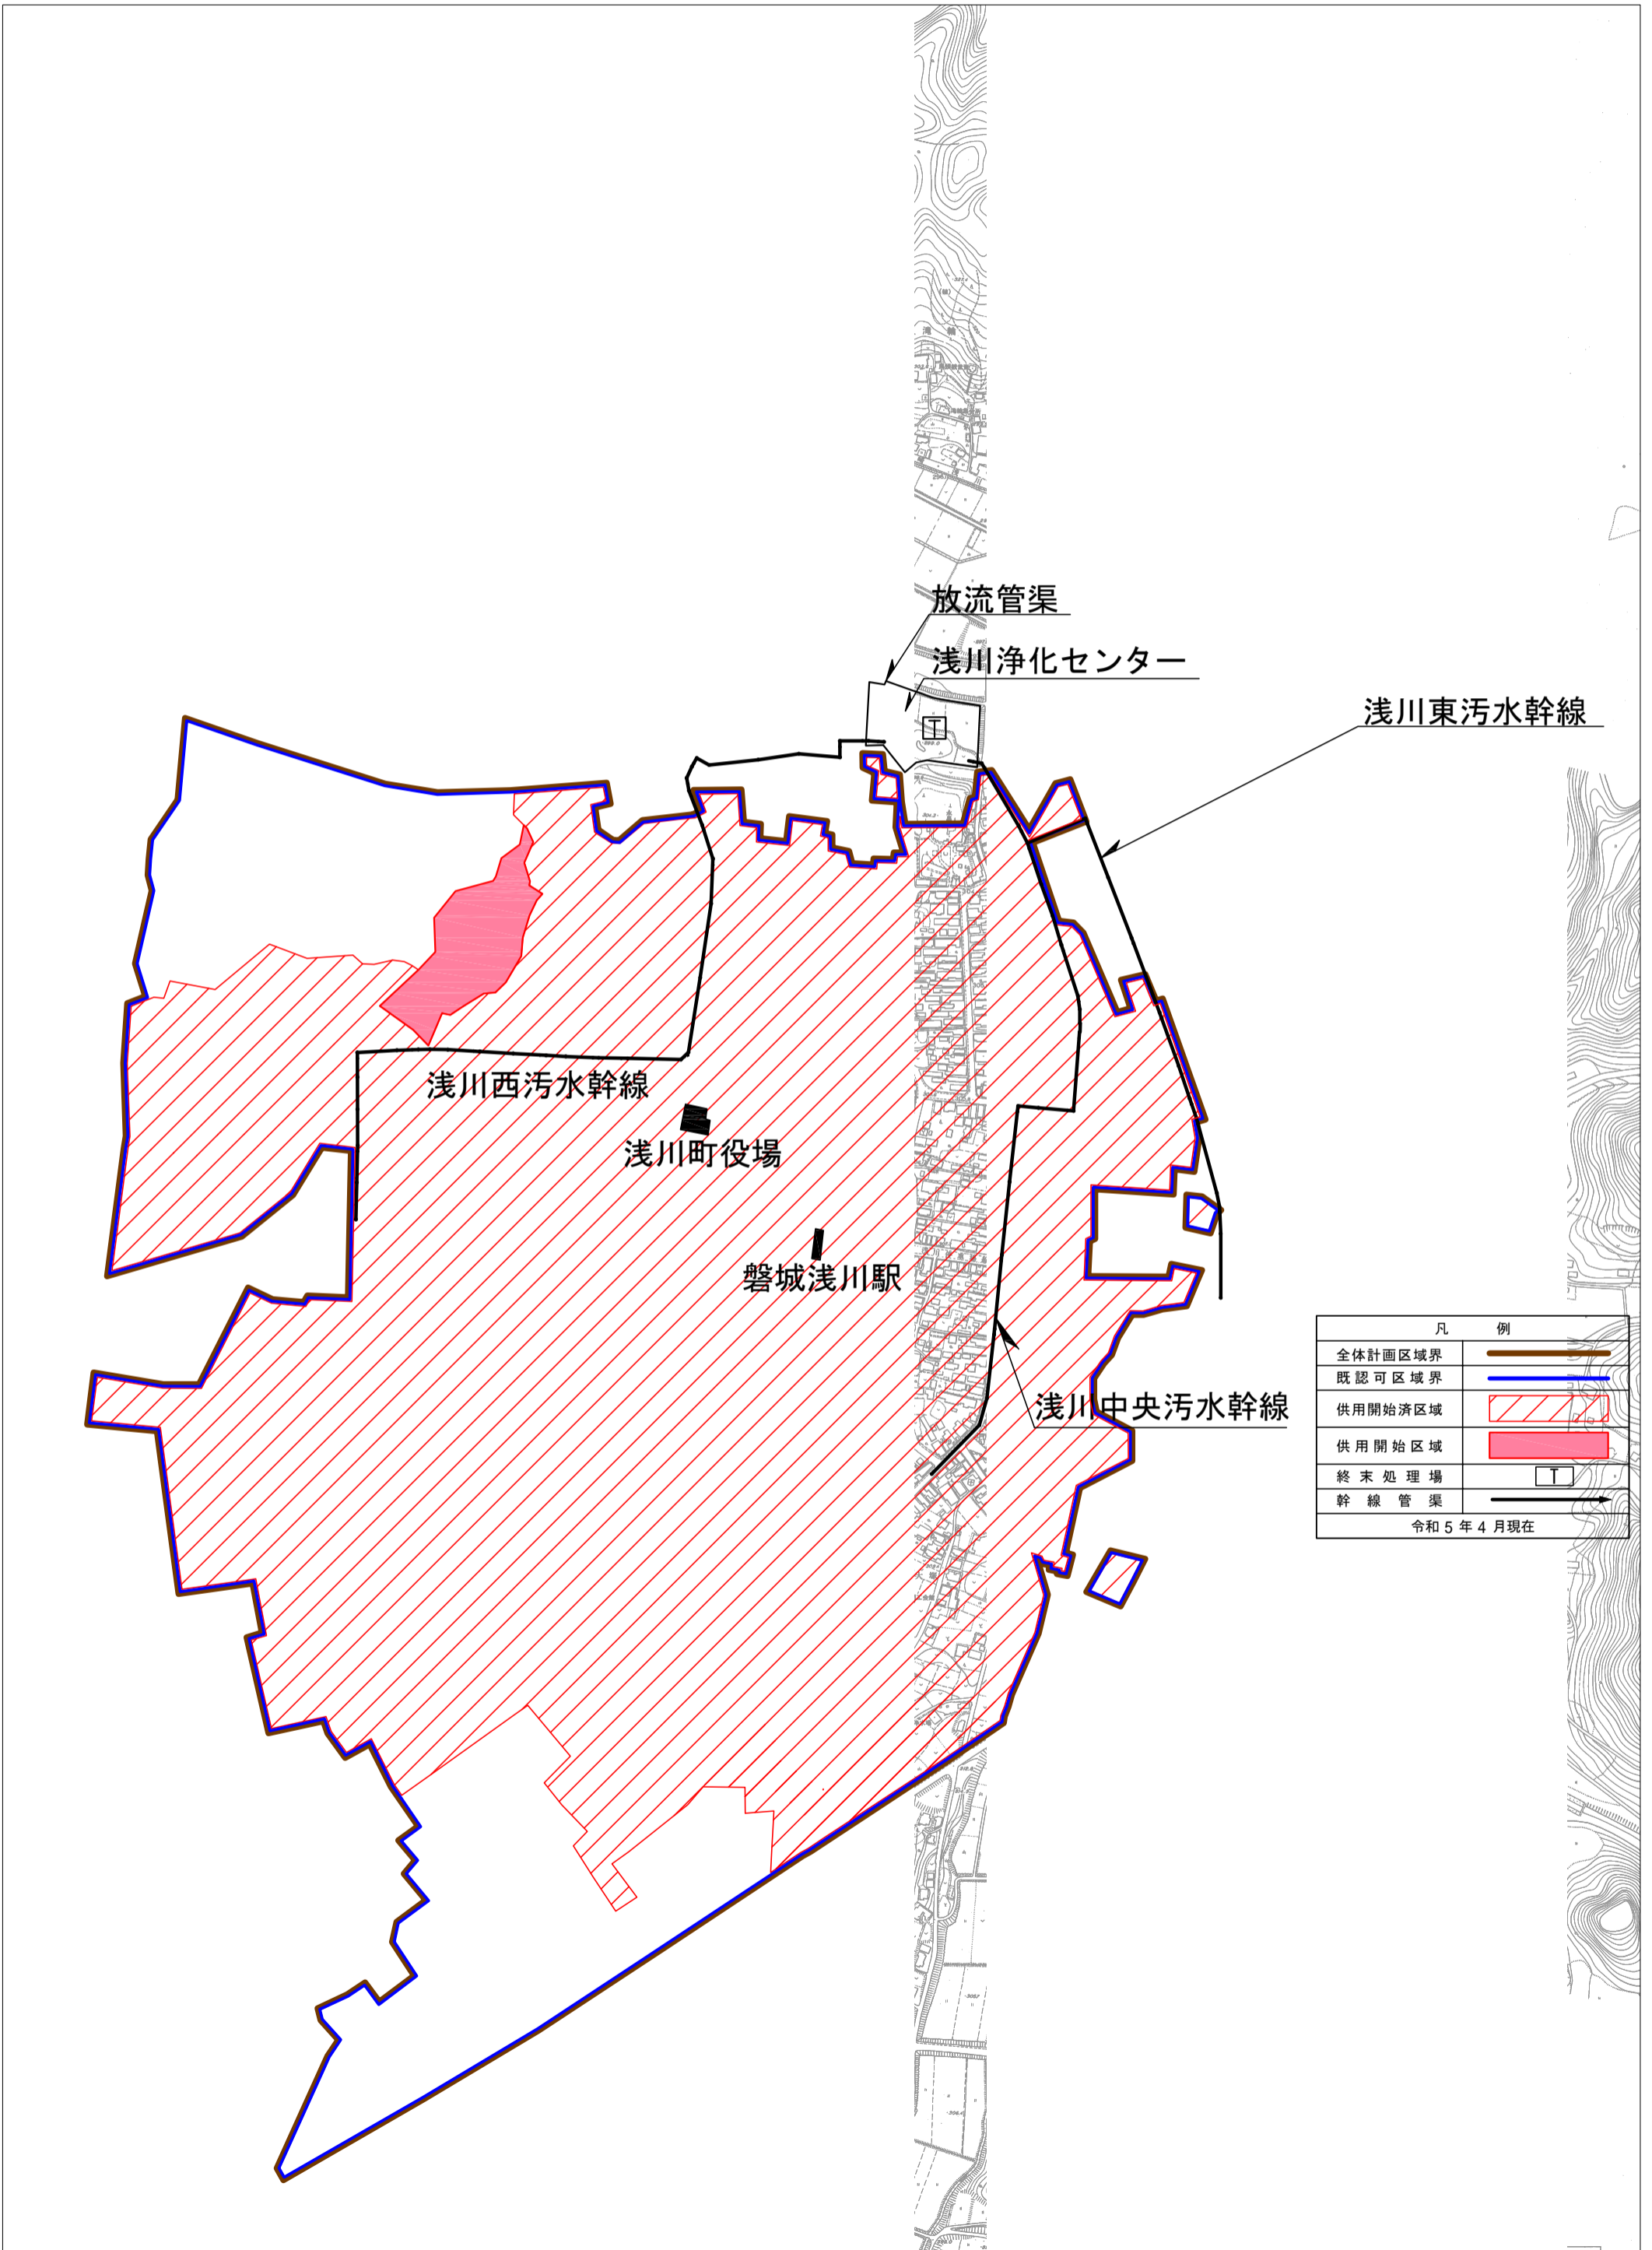 放流管渠
浅川浄化センター
T
浅川東汚水幹線
浅川西汚水幹線
浅川町役場
磐城浅川駅
浅川中央汚水幹線
凡 例
全体計画区域界
既認可区域界
供用開始済区域
供用開始区域
終末処理場 T
幹線管渠
令和5年4月現在